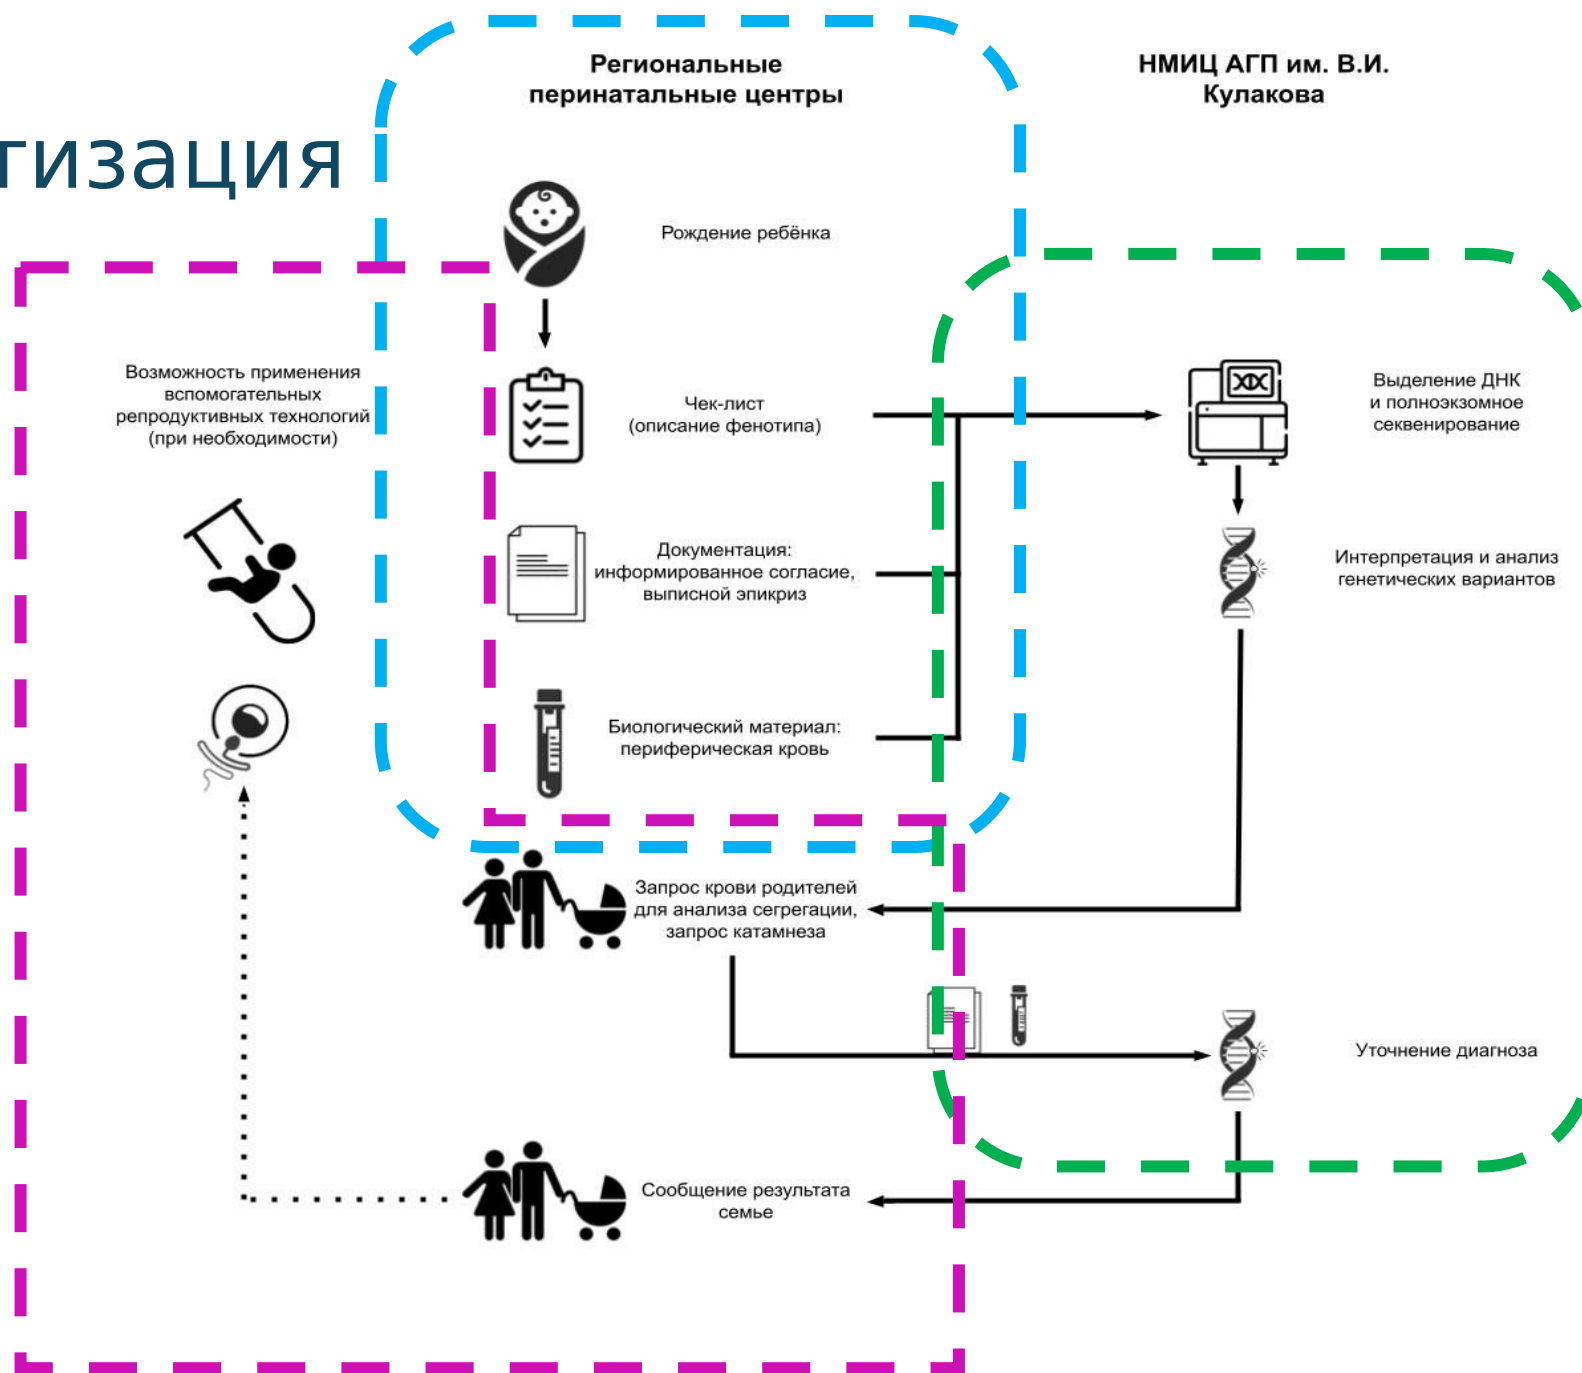 Региональные
перинатальные центры
НМИЦ АГП им. В.И.
Кулакова
тизация
Рождение ребёнка
Возможность применения
вспомогательных
репродуктивных технологий
(при необходимости)
Чек-лист
(описание фенотипа)
Выделение ДНК
и полноэкзомное
секвенирование
Документация:
информированное согласие,
выписной эпикриз
Интерпретация и анализ
генетических вариантов
Биологический материал:
периферическая кровь
Запрос крови родителей
для анализа сегрегации,
запрос катамнеза
Уточнение диагноза
Сообщение результата
семье